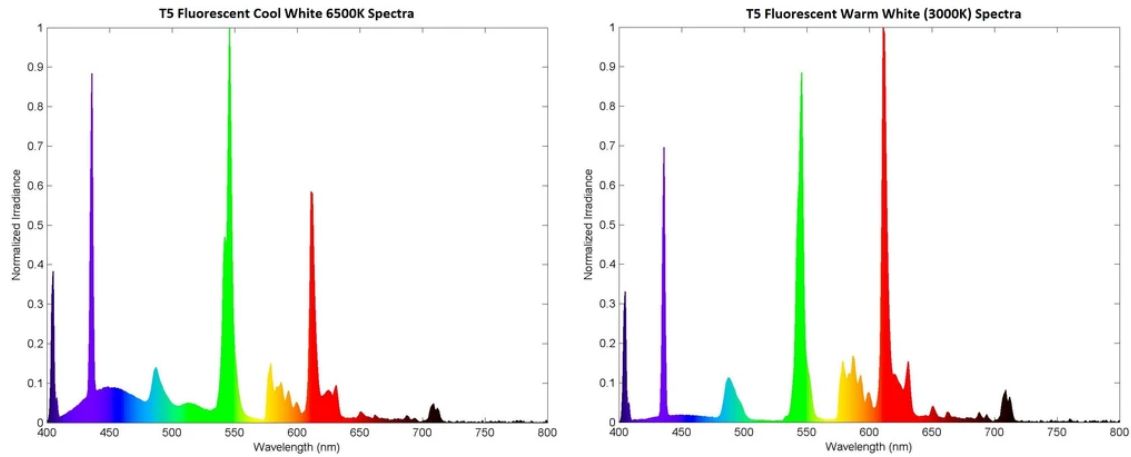 T5 Fluorescent Cool White 6500K Spectra
1
0.9
0.8
0.7
0.6
0.5
0.4
0.3
0.2
0.1
0
Normalized Irradiance
400 450 500 550 600 650 700 750 800
Wavelength (nm)
T5 Fluorescent Warm White (3000K) Spectra
1
0.9
0.8
0.7
0.6
0.5
0.4
0.3
0.2
0.1
0
Normalized Irradiance
400 450 500 550 600 650 700 750 800
Wavelength (nm)